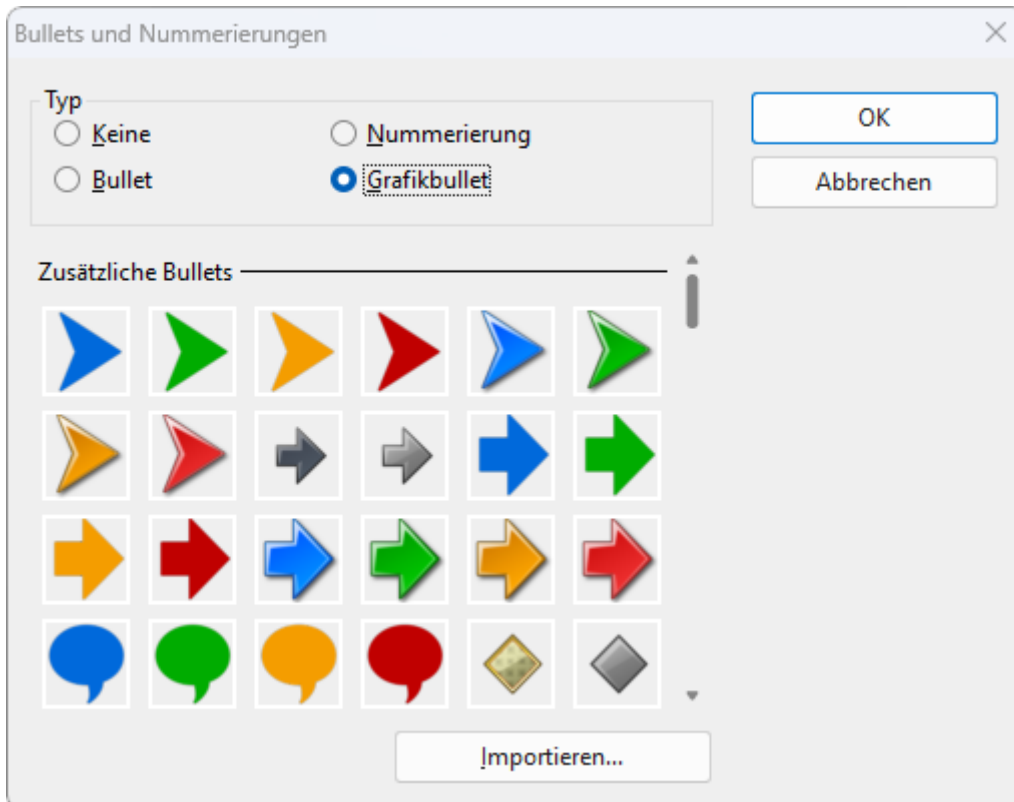 Bullets und Nummerierungen
Typ
Keine
Nummerierung
Bullet
Grafikbullet
OK
Abbrechen
Zusätzliche Bullets
Importieren...